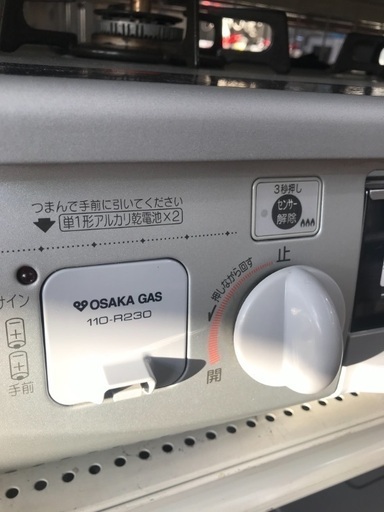 つまんで手前に引いてください
単1形アルカリ乾電池×2
3秒押し
センサー
解除
止
押しながら回す
開
サイン
OSAKA GAS
110-R230
手前